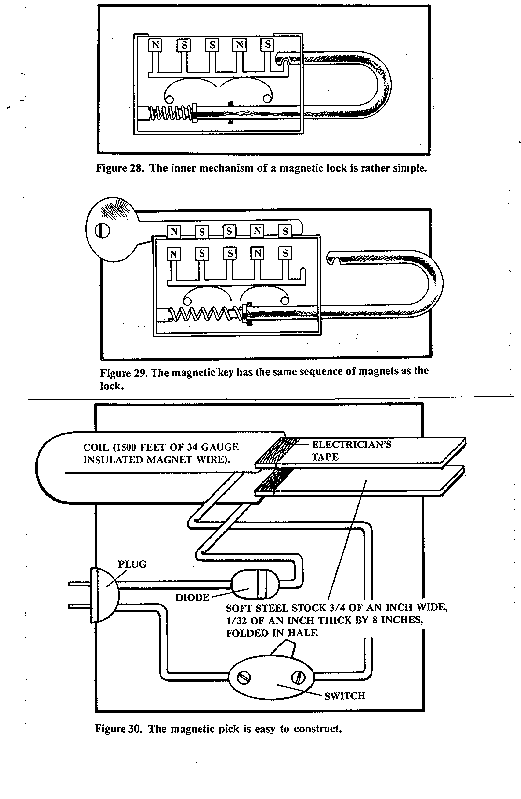 N S S N S
Figure 28. The inner mechanism of a magnetic lock is rather simple.
N S S N S
N S S N S
Figure 29. The magnetic key has the same sequence of magnets as the
lock.
COIL (1500 FEET OF 34 GAUGE
INSULATED MAGNET WIRE).
ELECTRICIAN'S
TAPE
PLUG
DIODE
SOFT STEEL STOCK 3/4 OF AN INCH WIDE,
1/32 OF AN INCH THICK BY 8 INCHES,
FOLDED IN HALF.
SWITCH
Figure 30. The magnetic pick is easy to construct.